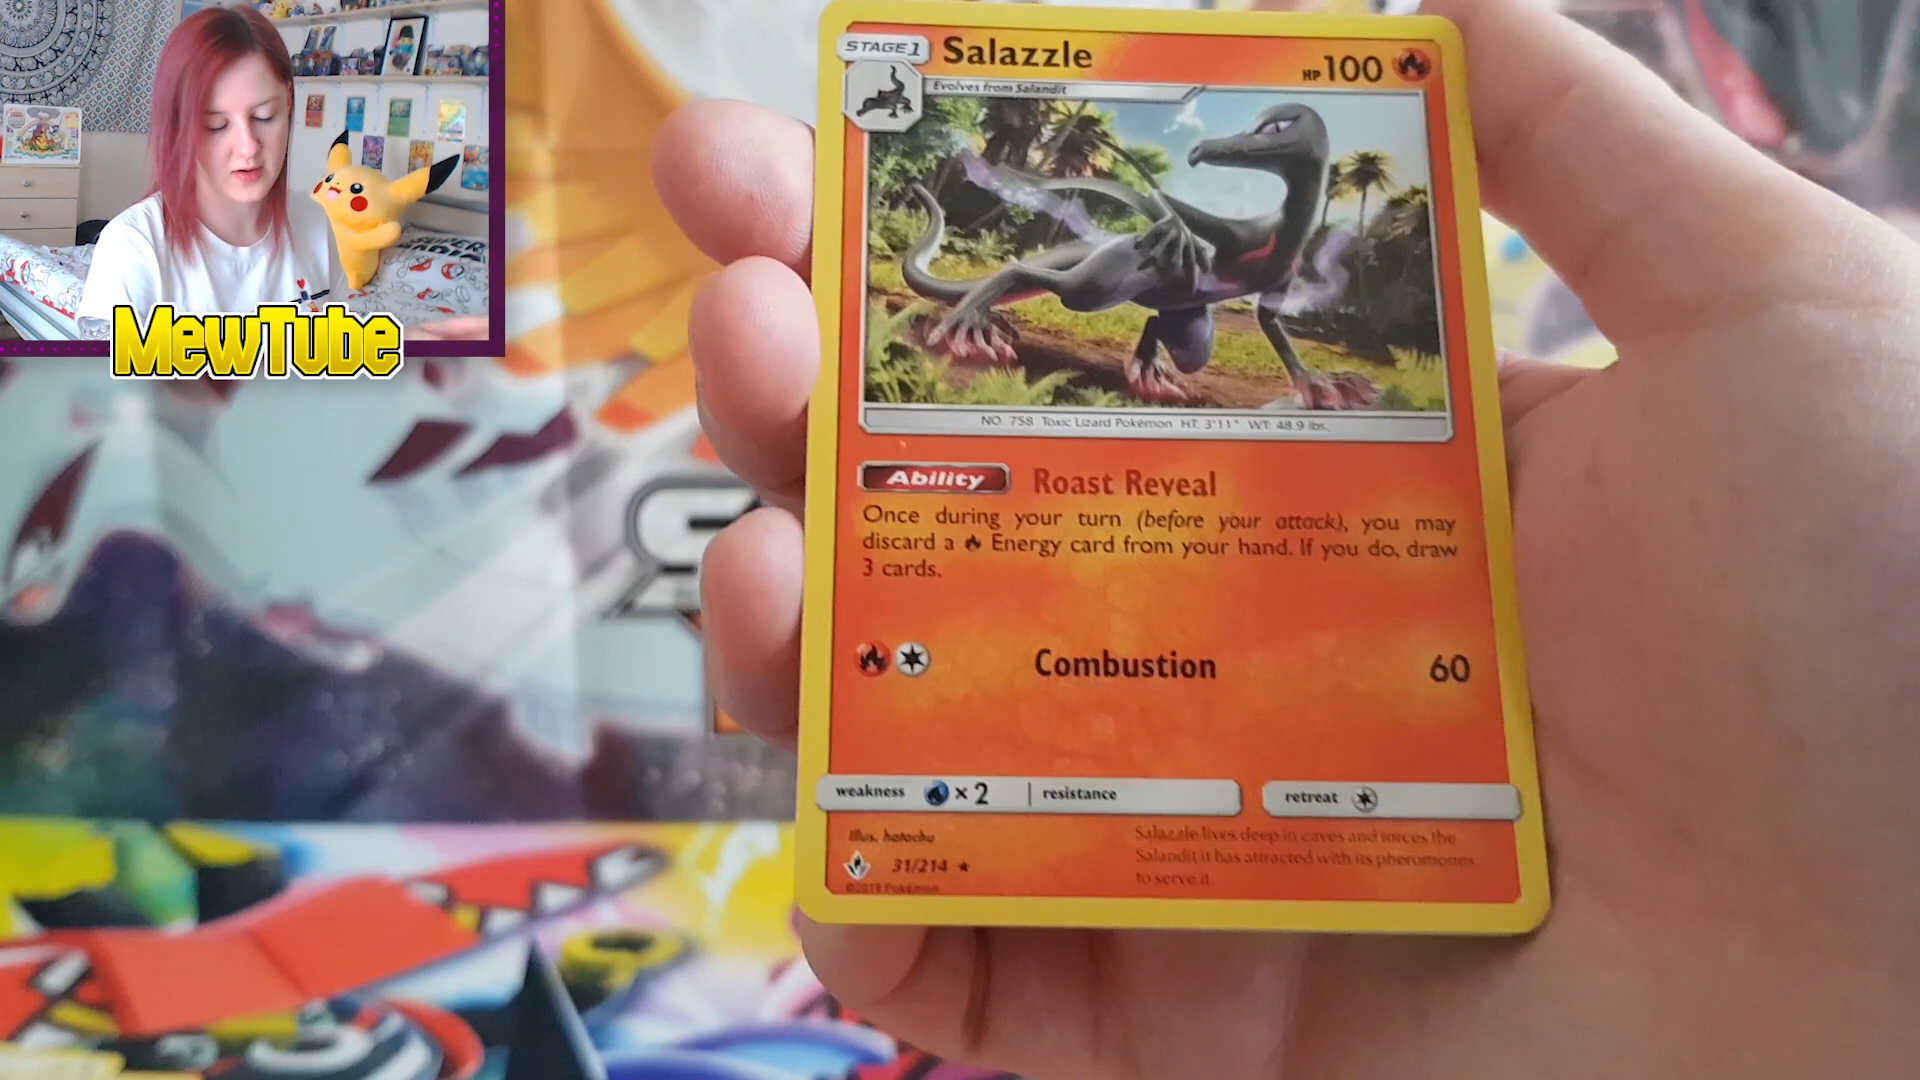 MewTube
STAGE 1
Salazzle
HP 100
Evolves from Salandit
NO. 758 Toxic Lizard Pokémon HT: 3'11" WT: 48.9 lbs.
Ability Roast Reveal
Once during your turn (before your attack), you may
discard a Energy card from your hand. If you do, draw
3 cards.
Combustion 60
weakness ×2 resistance
retreat
Illus. hatachu
31/214
©2019 Pokémon
Salazzle lives deep in caves and forces the
Salandit it has attracted with its pheromones
to serve it.